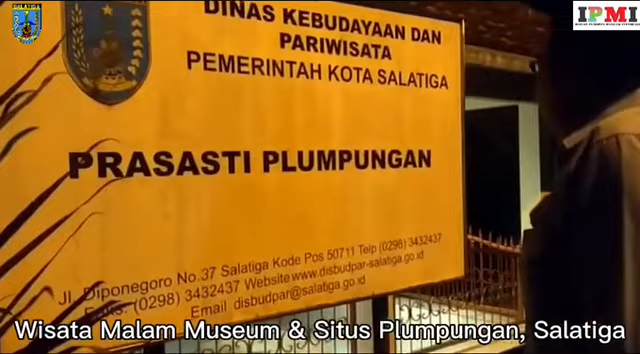 IPMI
DINAS KEBUDAYAAN DAN
PARIWISATA
PEMERINTAH KOTA SALATIGA
PRASASTI PLUMPUNGAN
JL. Diponegoro No.37 Salatiga Kode Pos 50711 Telp (0298) 3432437
Faks. (0298) 3432437 Website www.disbudpar-salatiga.go.id
Email disbudpar@salatiga.go.id
Wisata Malam Museum & Situs Plumpungan, Salatiga